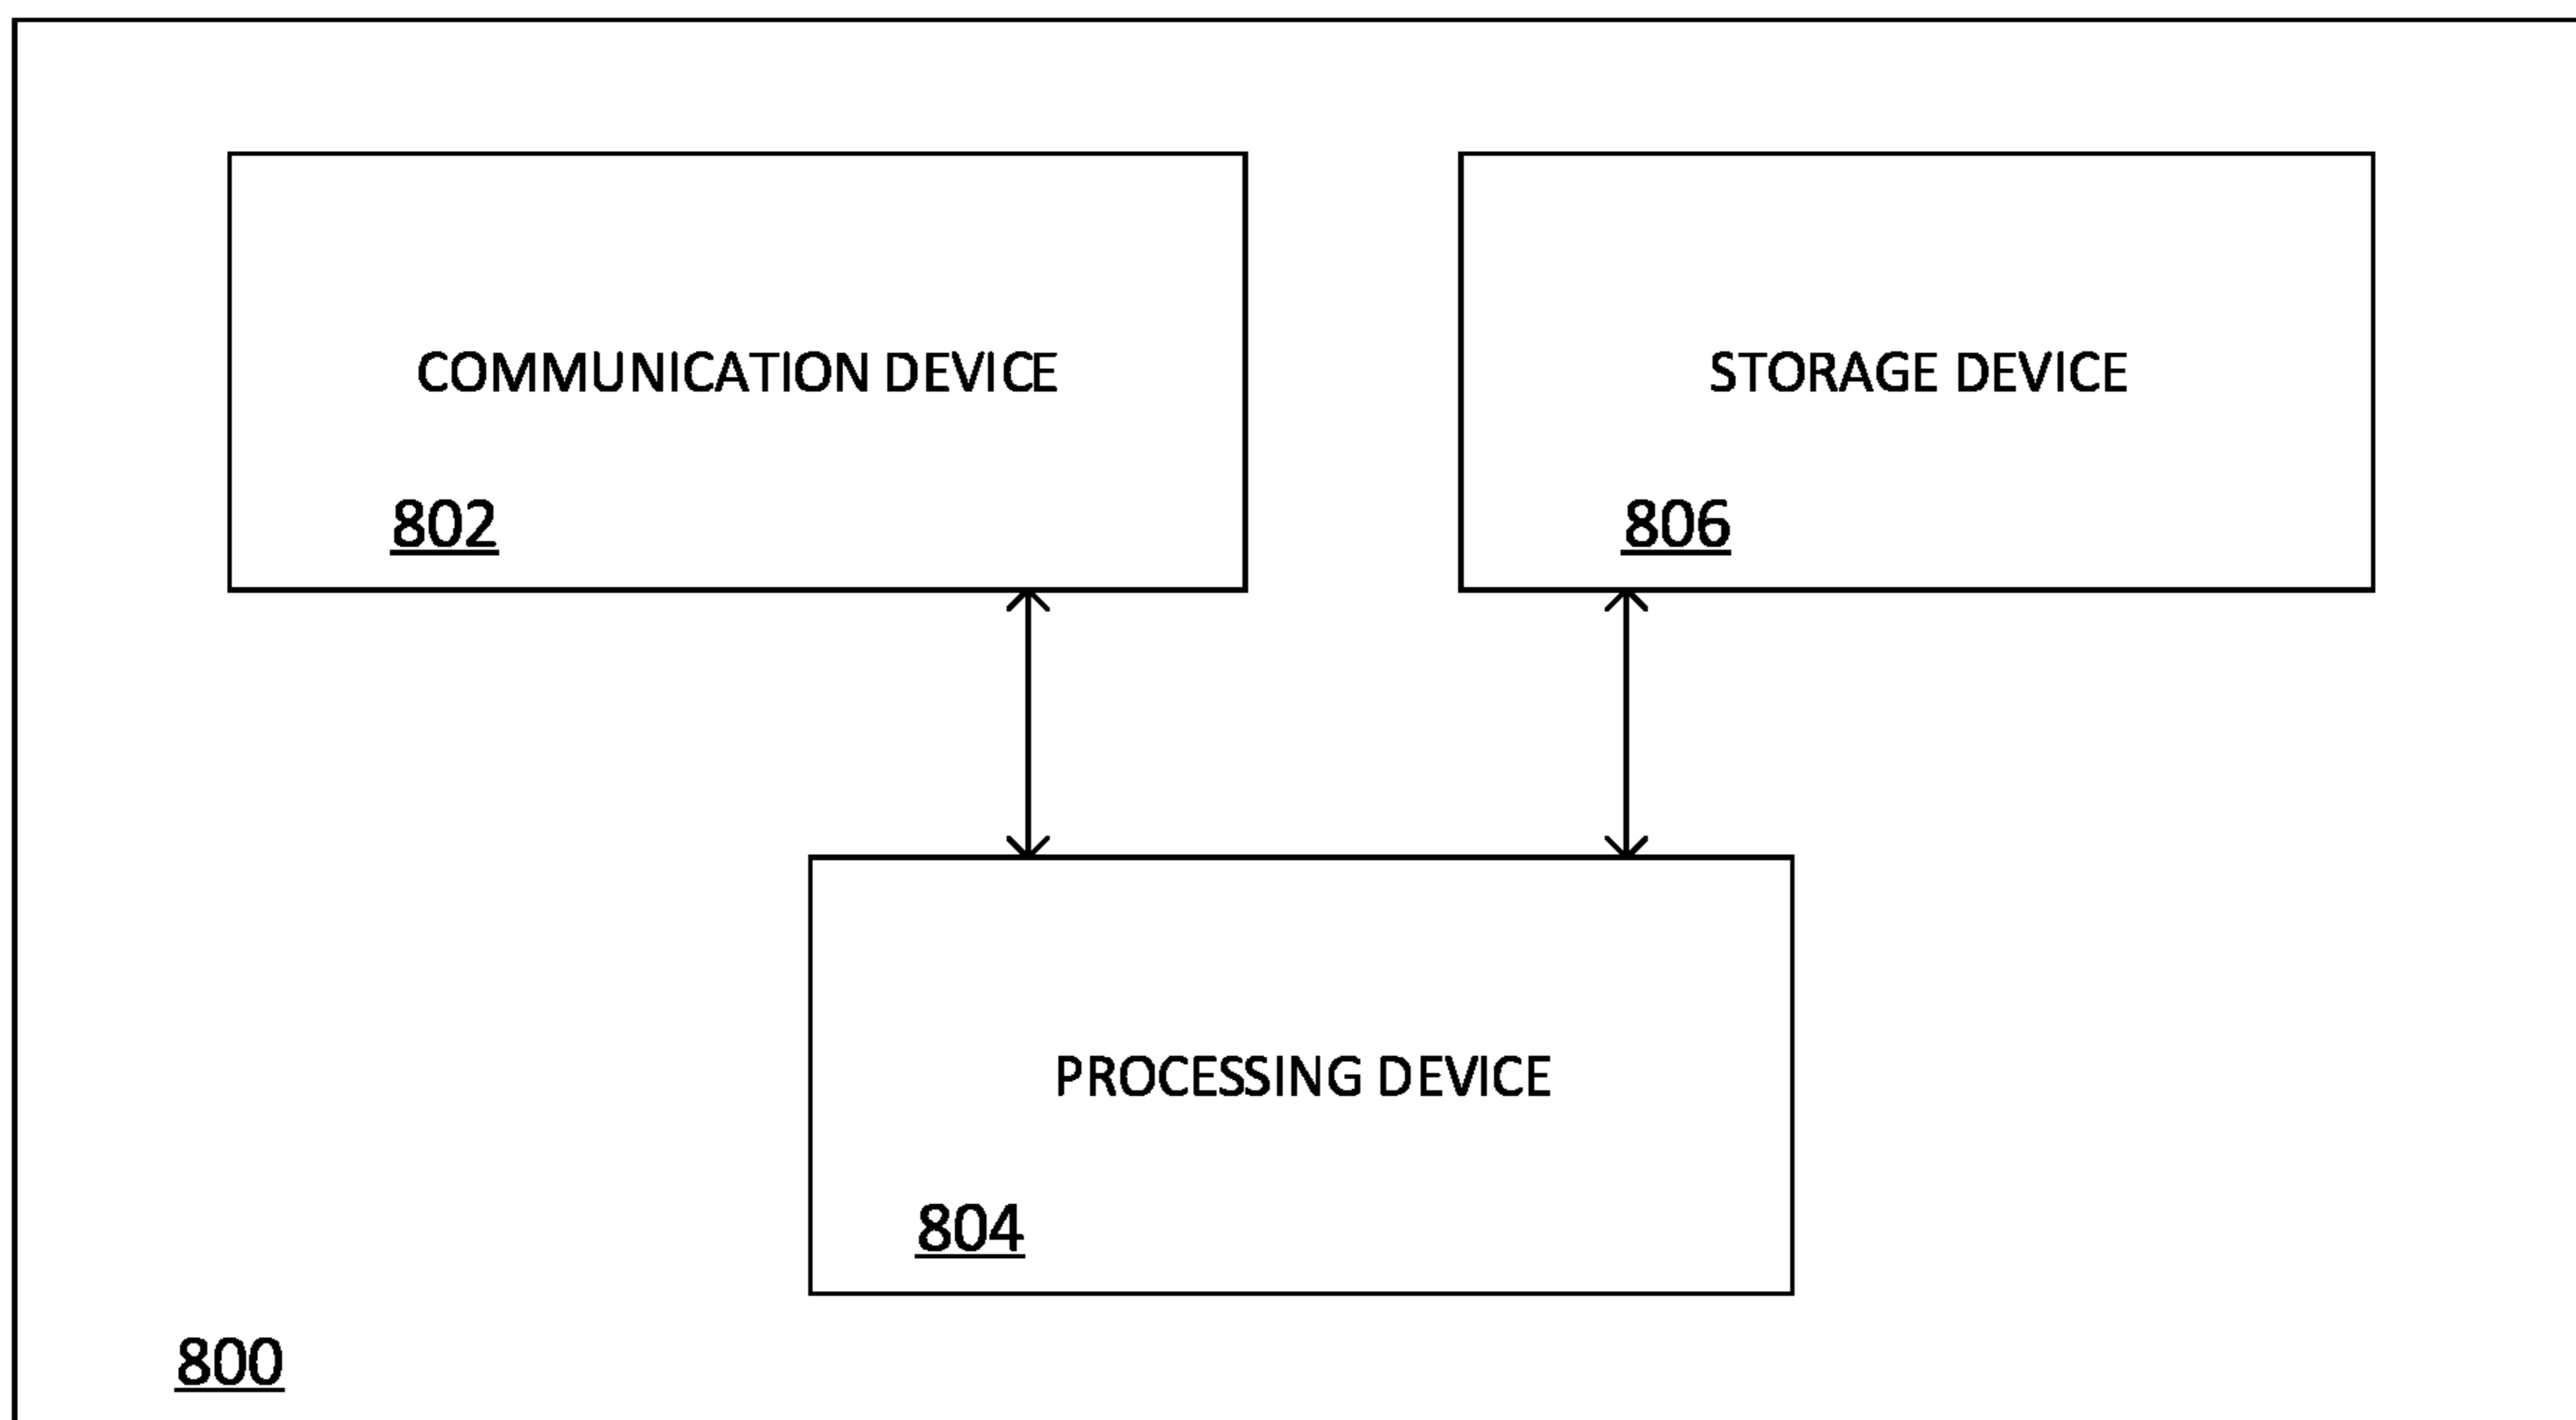 COMMUNICATION DEVICE
802
STORAGE DEVICE
806
PROCESSING DEVICE
804
800